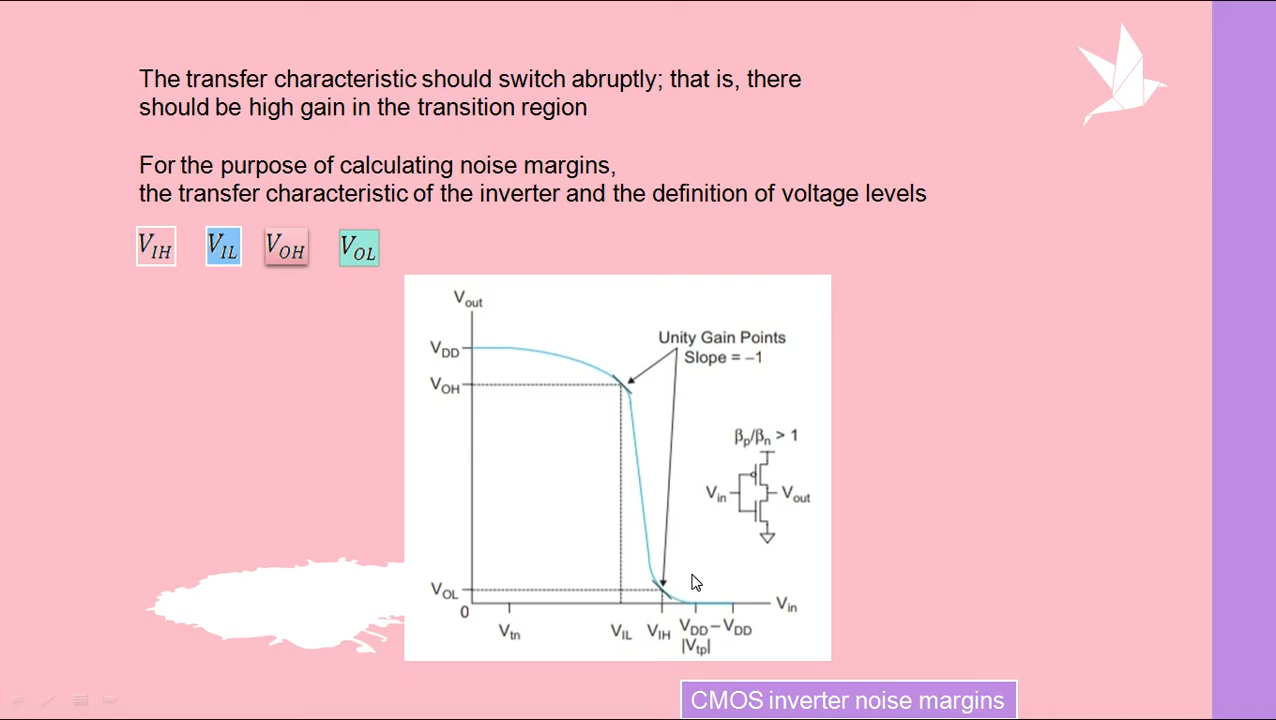 The transfer characteristic should switch abruptly; that is, there
should be high gain in the transition region
For the purpose of calculating noise margins,
the transfer characteristic of the inverter and the definition of voltage levels
V_IH V_IL V_OH V_OL
V_out
Unity Gain Points
Slope = –1
V_DD
V_OH
β_p/β_n > 1
V_in V_out
V_OL
0
V_in
V_tn V_IL V_IH V_DD – V_DD
|V_tp|
CMOS inverter noise margins